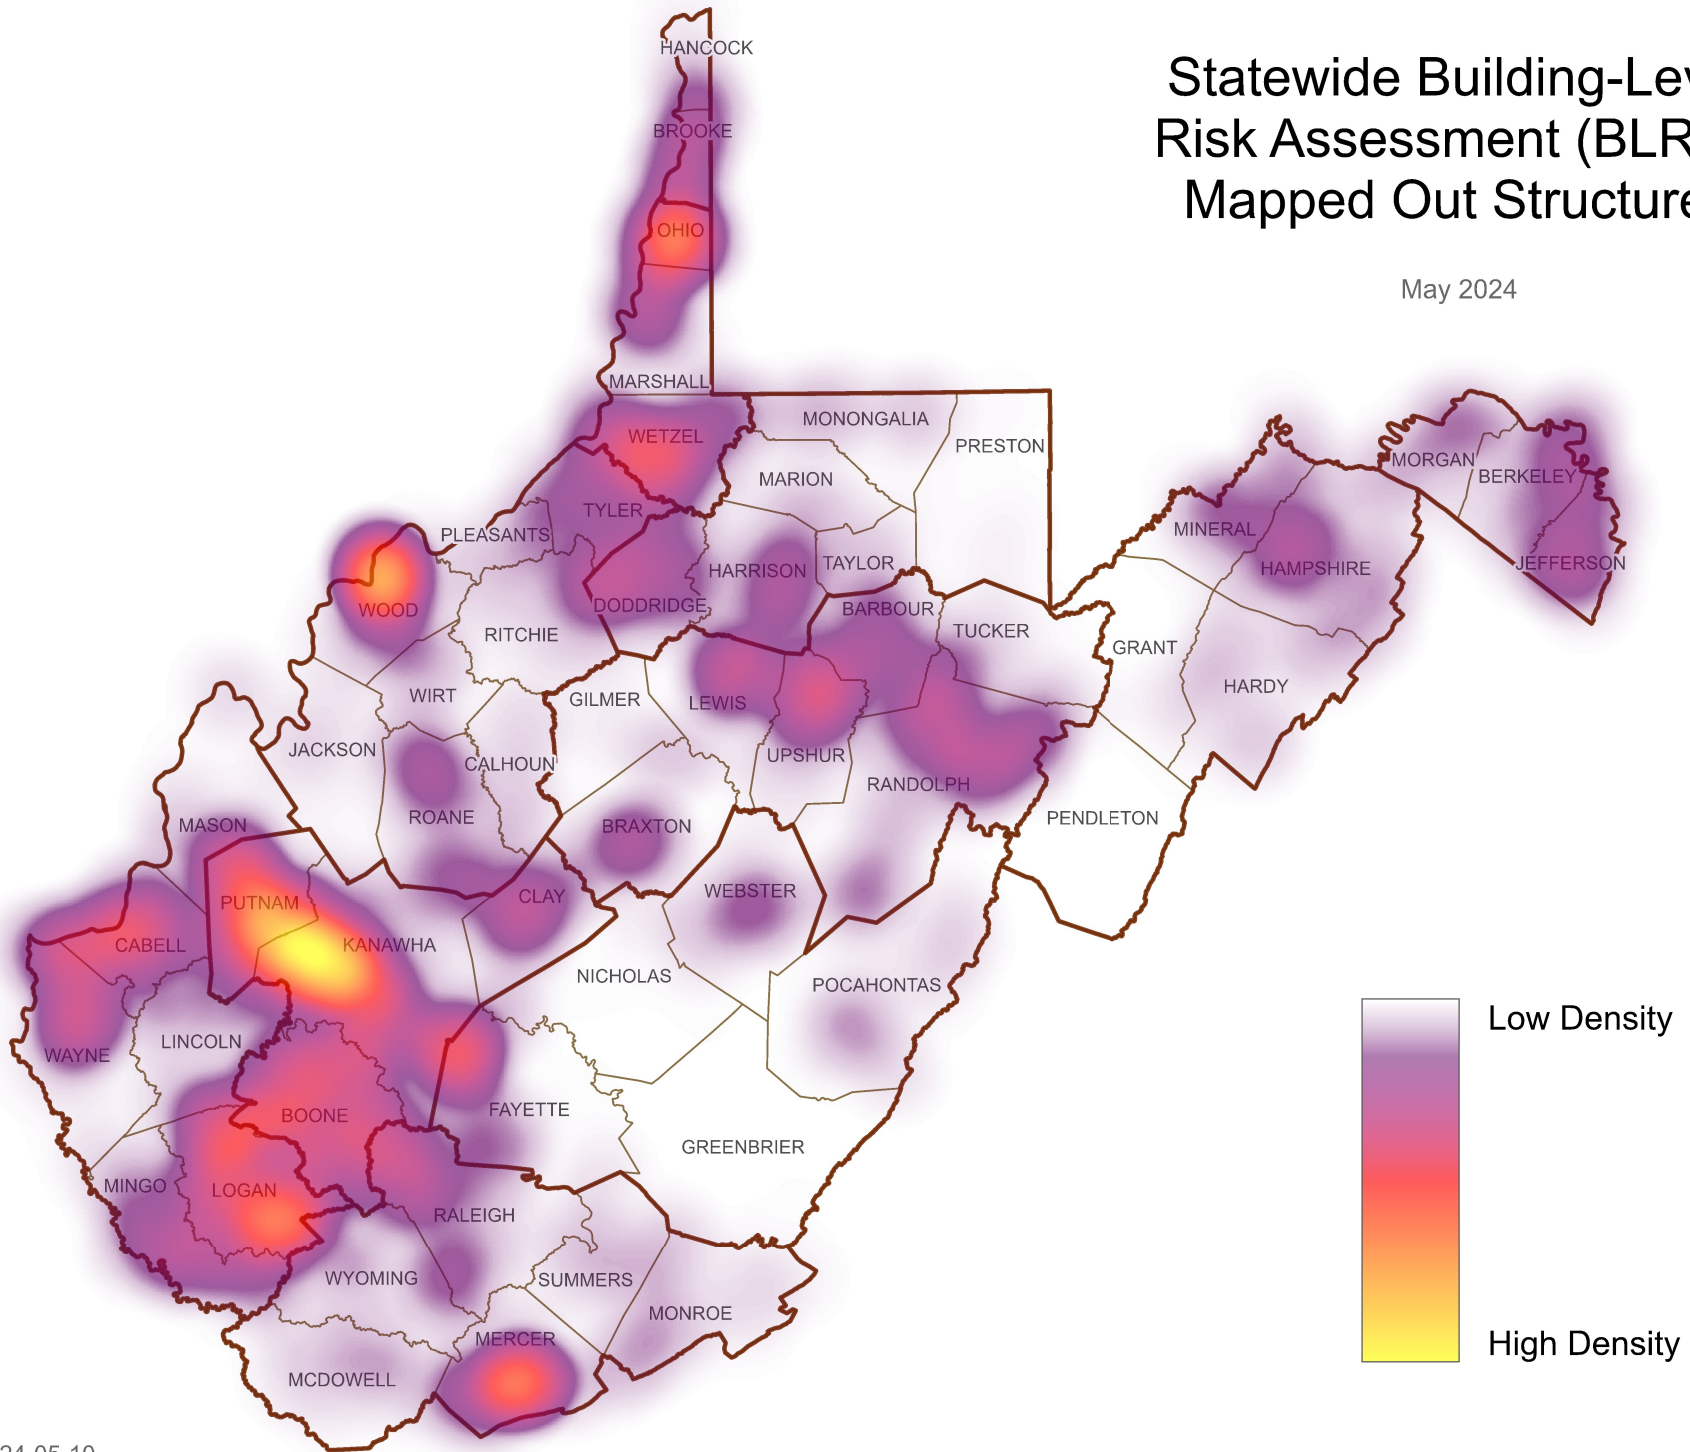 HANCOCK
Statewide Building-Lev
Risk Assessment (BLR
Mapped Out Structure
BROOKE
OHIO
May 2024
MARSHALL
WETZEL
MONONGALIA
PRESTON
MORGAN
BERKELEY
MARION
TYLER
PLEASANTS
MINERAL
TAYLOR
HARRISON
HAMPSHIRE
JEFFERSON
WOOD
DODDRIDGE
BARBOUR
RITCHIE
TUCKER
GRANT
WIRT
GILMER
LEWIS
HARDY
JACKSON
CALHOUN
UPSHUR
RANDOLPH
ROANE
MASON
BRAXTON
PENDLETON
PUTNAM
CLAY
WEBSTER
CABELL
KANAWHA
NICHOLAS
POCAHONTAS
Low Density
LINCOLN
WAYNE
BOONE
FAYETTE
GREENBRIER
MINGO
LOGAN
RALEIGH
WYOMING
SUMMERS
MONROE
MERCER
High Density
MCDOWELL
24-05-10